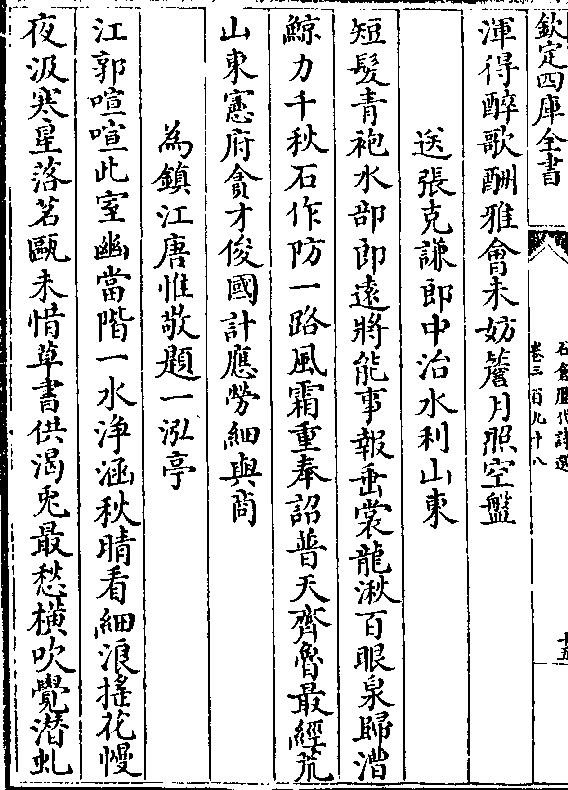 欽定四庫全書
石倉歷代詩選
卷三百九十八
十五
渾得醉歌酬雅會未妨簷月照空盤
送張克謙郎中治水利山東
短髮青袍水部郎遠將能事報垂裳龍湫百眼泉歸漕
鯨力千秋石作防一路風霜重奉詔普天齊魯最經荒
山東憲府貪才俊國計應勞細與商
為鎮江唐惟敬題一泓亭
江郭喧喧此室幽當階一水浄涵秋晴看細浪搖花幔
夜汲寒星落茗甌未惜草書供渴兎最愁橫吹覺潛虬